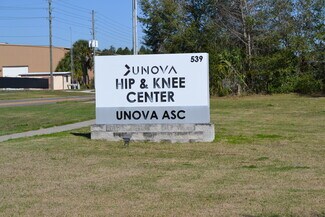 539
UNOVA
HIP & KNEE
CENTER
UNOVA ASC